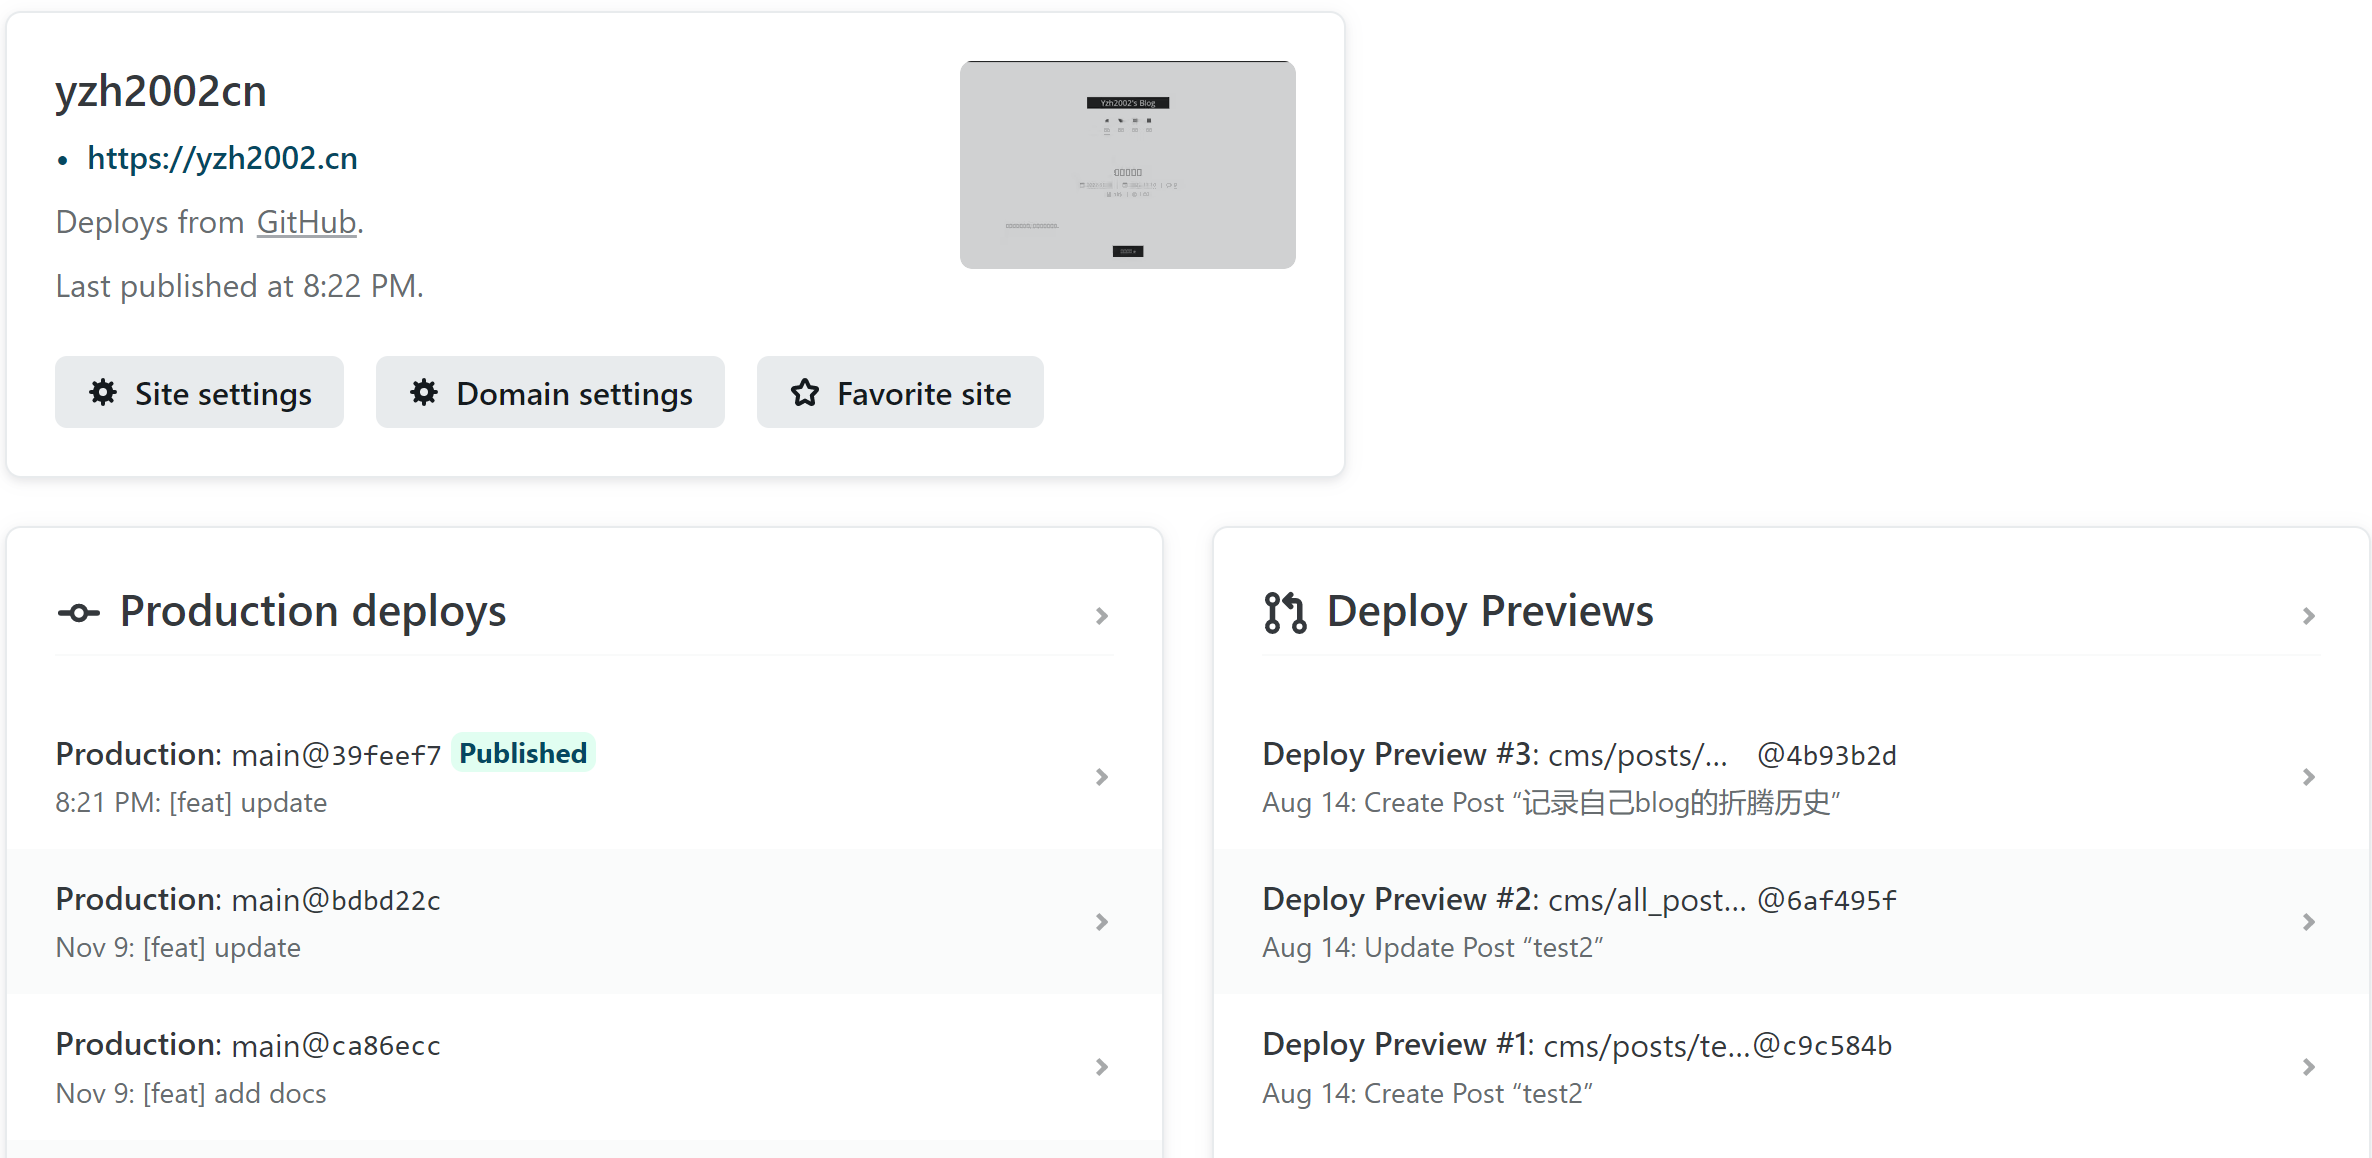 yzh2002cn
Yzh2002's Blog
• https://yzh2002.cn
Deploys from GitHub.
Last published at 8:22 PM.
Site settings
Domain settings
Favorite site
Production deploys
Production: main@39feef7 Published
8:21 PM: [feat] update
Production: main@bdbd22c
Nov 9: [feat] update
Production: main@ca86ecc
Nov 9: [feat] add docs
Deploy Previews
Deploy Preview #3: cms/posts/… @4b93b2d
Aug 14: Create Post “记录自己blog的折腾历史”
Deploy Preview #2: cms/all_post… @6af495f
Aug 14: Update Post “test2”
Deploy Preview #1: cms/posts/te…@c9c584b
Aug 14: Create Post “test2”